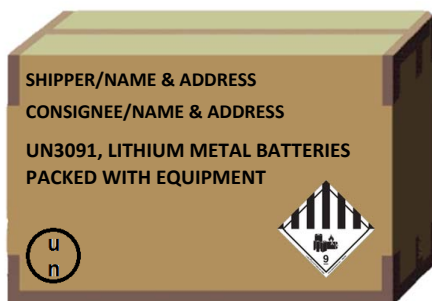 SHIPPER/NAME & ADDRESS
CONSIGNEE/NAME & ADDRESS
UN3091, LITHIUM METAL BATTERIES
PACKED WITH EQUIPMENT
u
n
9